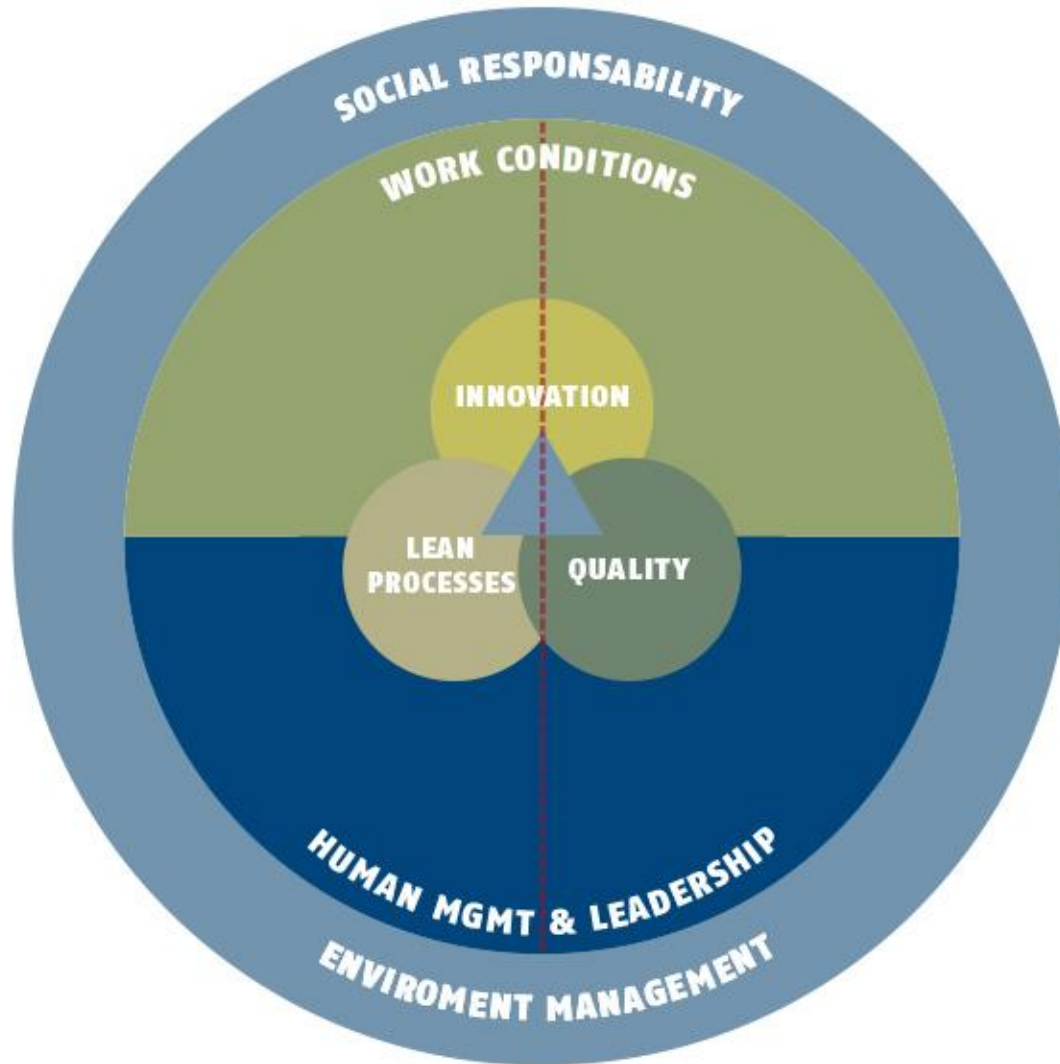 SOCIAL RESPONSABILITY
WORK CONDITIONS
INNOVATION
LEAN
PROCESSES
QUALITY
HUMAN MGMT & LEADERSHIP
ENVIROMENT MANAGEMENT